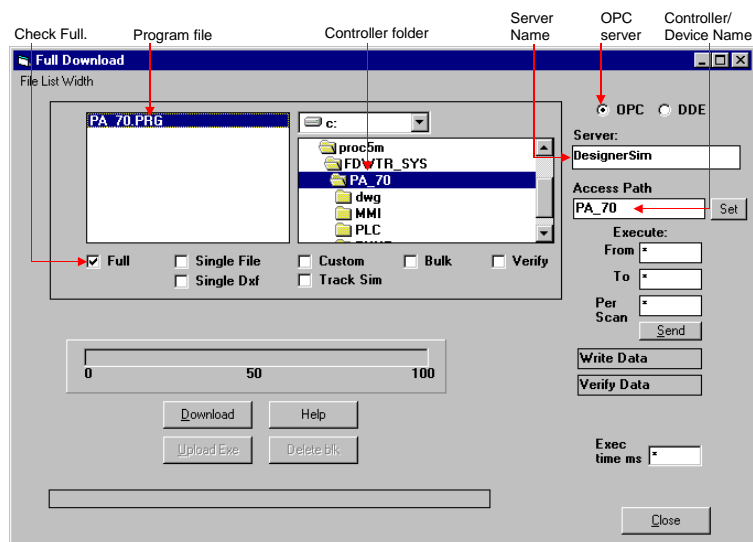 Check Full.
Program file
Controller folder
Server
Name
OPC
server
Controller/
Device Name
Full Download
File List Width
PA_70.PRG
c:
proc5m
FDWTR_SYS
PA_70
dwg
MMI
PLC
OPC
DDE
Server:
DesignerSim
Access Path
PA_70
Set
Execute:
From *
To *
Per
Scan
*
Send
Full
Single File
Custom
Bulk
Verify
Single Dxf
Track Sim
Write Data
Verify Data
0 50 100
Download
Help
Upload Exe
Delete blk
Exec
time ms *
Close